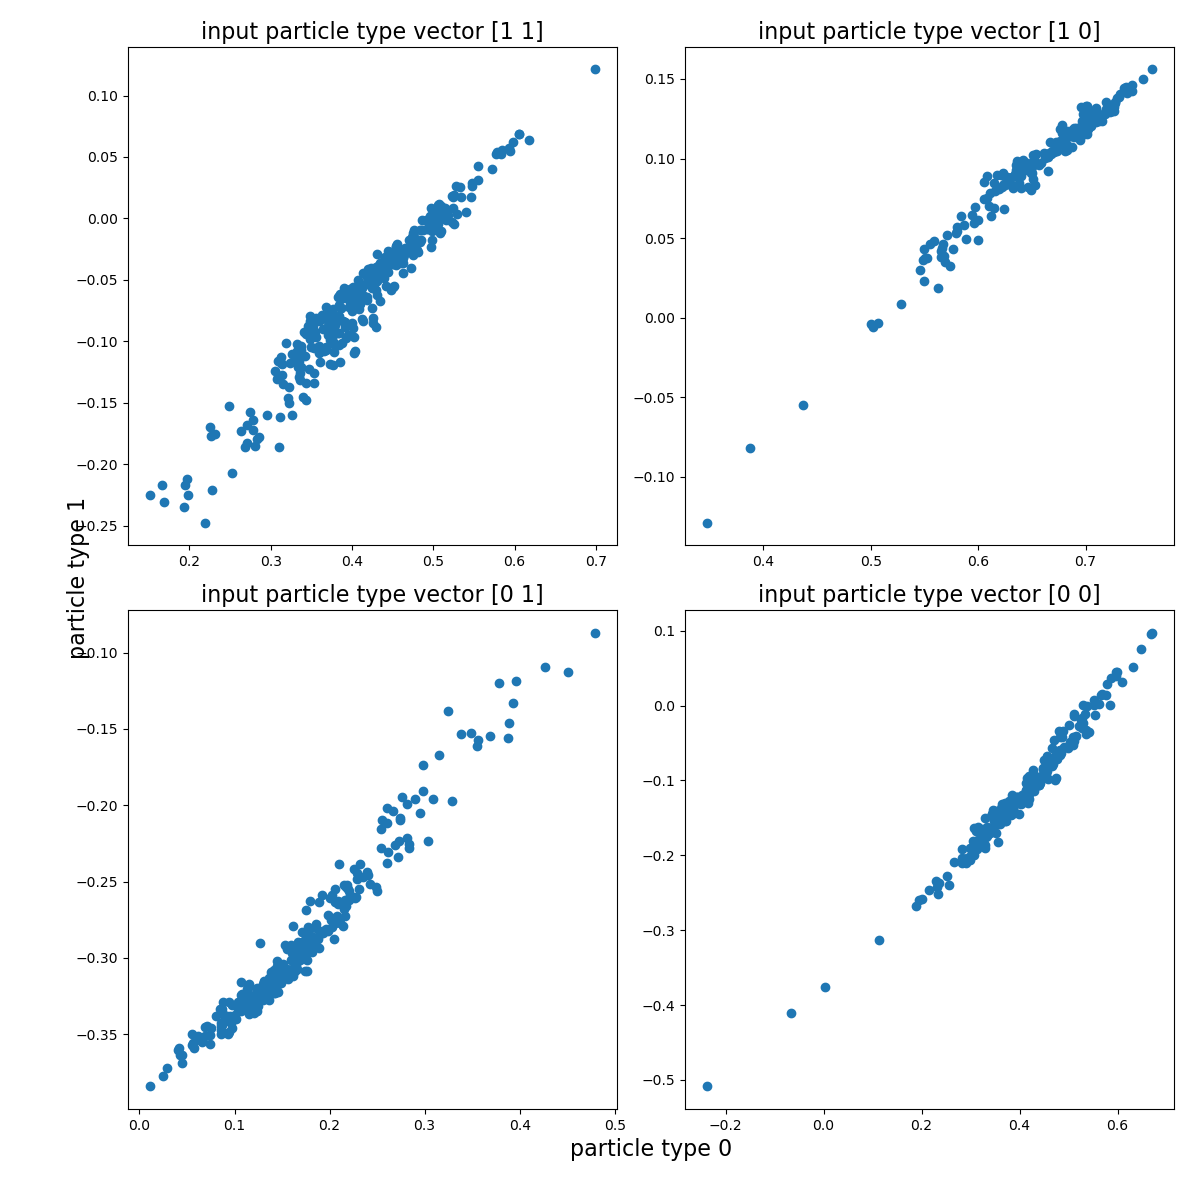 input particle type vector [1 1]
0.10
0.05
0.00
−0.05
−0.10
−0.15
−0.20
−0.25
0.2 0.3 0.4 0.5 0.6 0.7
input particle type vector [1 0]
0.15
0.10
0.05
0.00
−0.05
−0.10
0.4 0.5 0.6 0.7
particle type 1
input particle type vector [0 1]
−0.10
−0.15
−0.20
−0.25
−0.30
−0.35
0.0 0.1 0.2 0.3 0.4 0.5
input particle type vector [0 0]
0.1
0.0
−0.1
−0.2
−0.3
−0.4
−0.5
−0.2 0.0 0.2 0.4 0.6
particle type 0